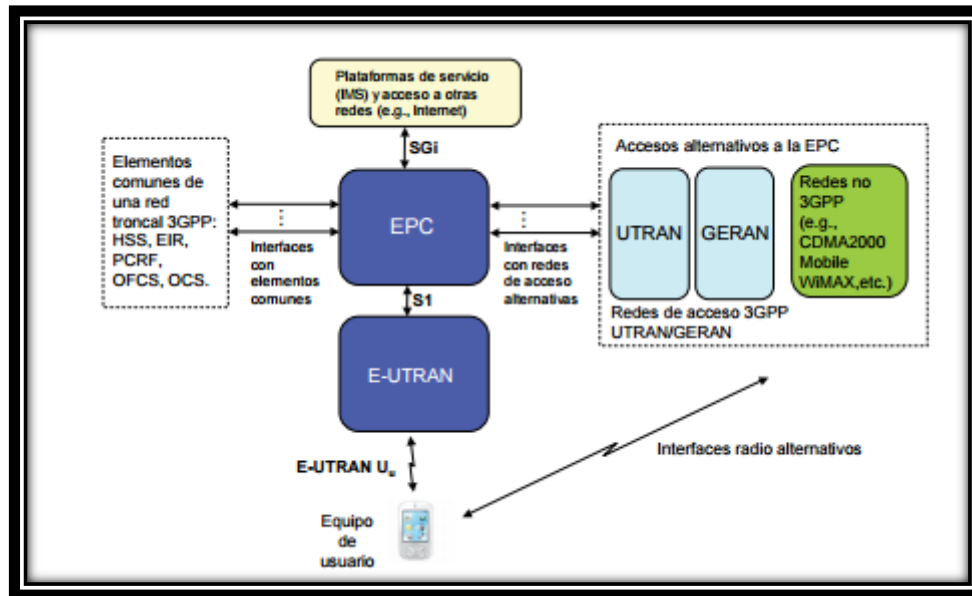 Plataformas de servicio
(IMS) y acceso a otras
redes (e.g., Internet)
SGi
Elementos
comunes de
una red
troncal 3GPP:
HSS, EIR,
PCRF,
OFCS, OCS.
Interfaces
con
elementos
comunes
EPC
Interfaces
con redes
de acceso
alternativas
Accesos alternativos a la EPC
UTRAN
GERAN
Redes no
3GPP
(e.g.,
CDMA2000
Mobile
WiMAX,etc.)
Redes de acceso 3GPP
UTRAN/GERAN
S1
E-UTRAN
E-UTRAN Uu
Interfaces radio alternativos
Equipo
de
usuario